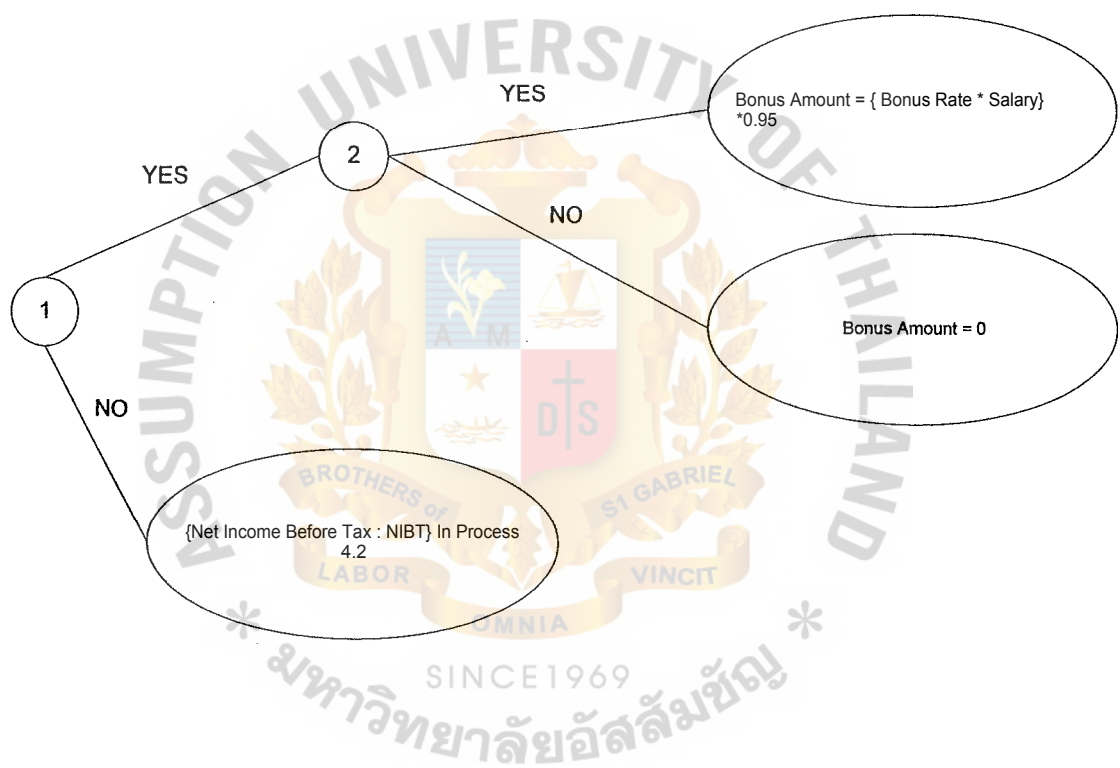 ASSUMPTION UNIVERSITY OF THAILAND
YES
Bonus Amount = { Bonus Rate * Salary}
*0.95
2
YES
NO
1
Bonus Amount = 0
A M
D S
NO
BROTHERS of
S1 GABRIEL
{Net Income Before Tax : NIBT} In Process
4.2
LABOR
VINCIT
OMNIA
* *
SINCE1969
มหาวิทยาลัยอัสสัมชัญ